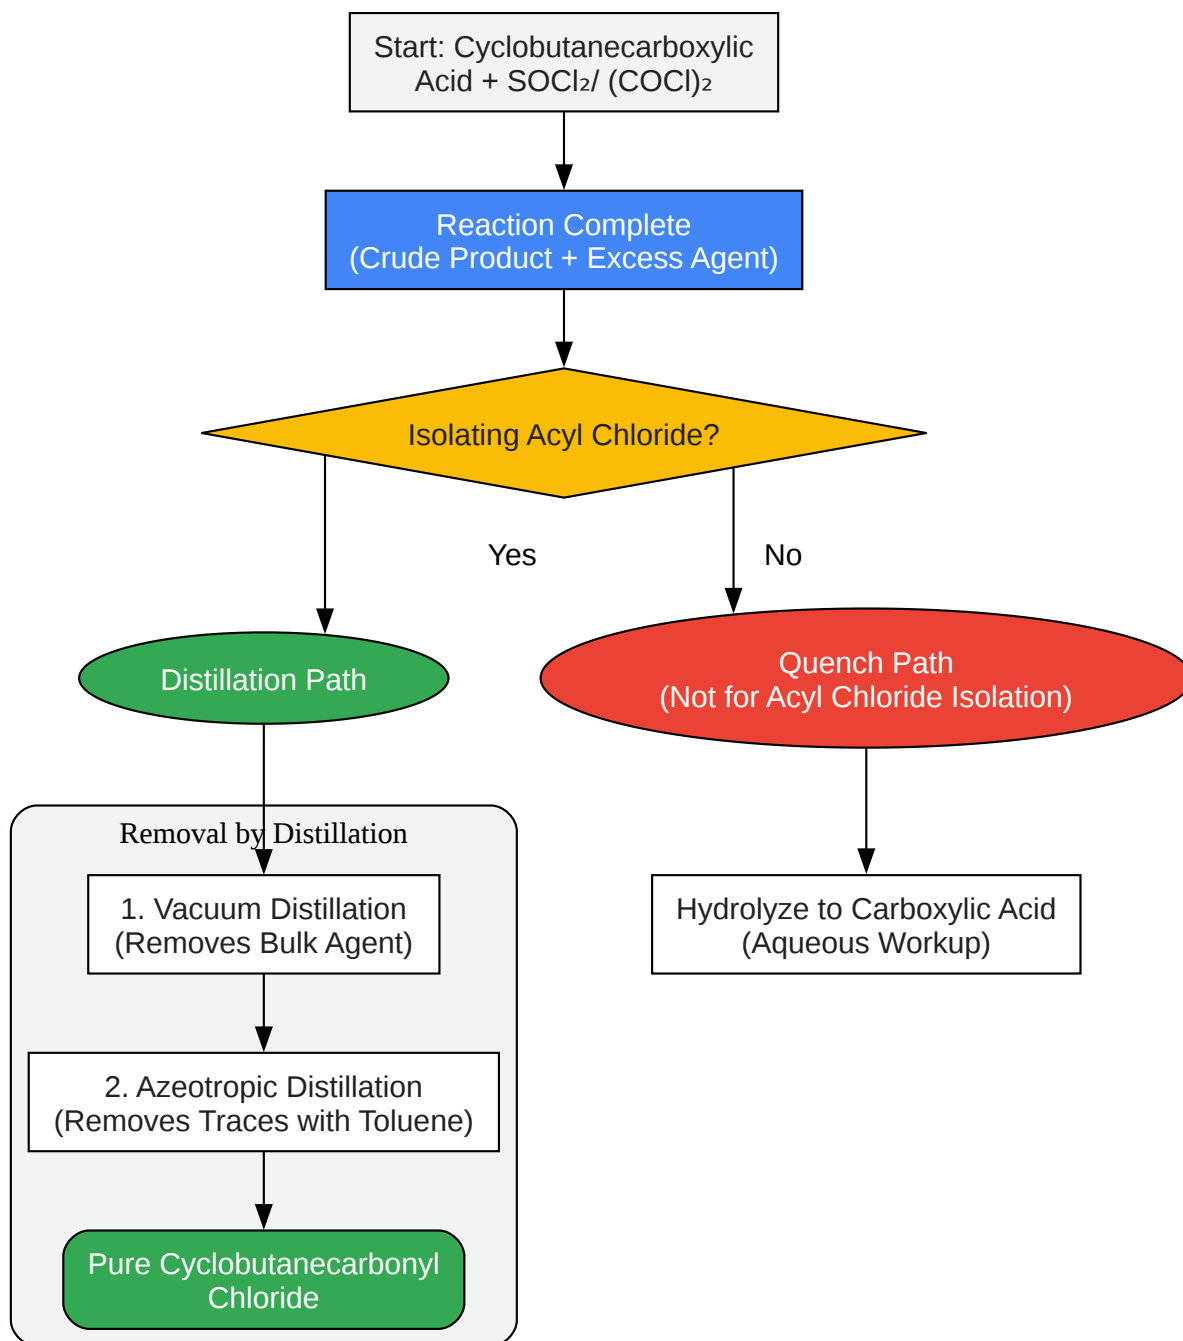 Start: Cyclobutanecarboxylic
Acid + SOCl₂/ (COCl)₂
Reaction Complete
(Crude Product + Excess Agent)
Isolating Acyl Chloride?
Yes
No
Distillation Path
Quench Path
(Not for Acyl Chloride Isolation)
Removal by Distillation
1. Vacuum Distillation
(Removes Bulk Agent)
Hydrolyze to Carboxylic Acid
(Aqueous Workup)
2. Azeotropic Distillation
(Removes Traces with Toluene)
Pure Cyclobutanecarbonyl
Chloride